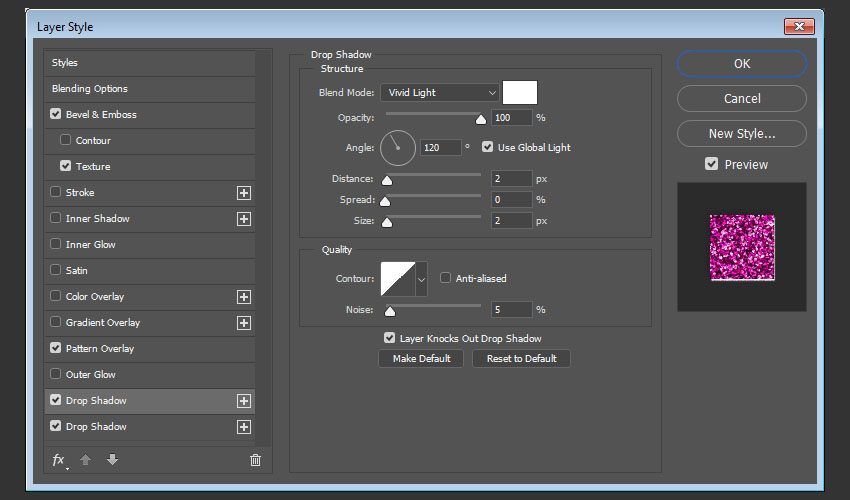 Layer Style
Styles
Blending Options
Bevel & Emboss
Contour
Texture
Stroke
Inner Shadow
Inner Glow
Satin
Color Overlay
Gradient Overlay
Pattern Overlay
Outer Glow
Drop Shadow
Drop Shadow
fx
Drop Shadow
Structure
Blend Mode: Vivid Light
Opacity: 100 %
Angle: 120 ° Use Global Light
Distance: 2 px
Spread: 0 %
Size: 2 px
Quality
Contour: Anti-aliased
Noise: 5 %
Layer Knocks Out Drop Shadow
Make Default Reset to Default
OK
Cancel
New Style...
Preview